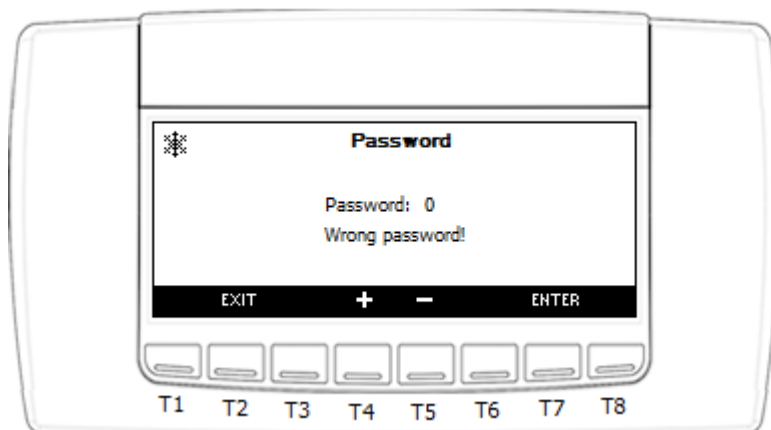 Password
Password: 0
Wrong password!
EXIT + − ENTER
T1 T2 T3 T4 T5 T6 T7 T8